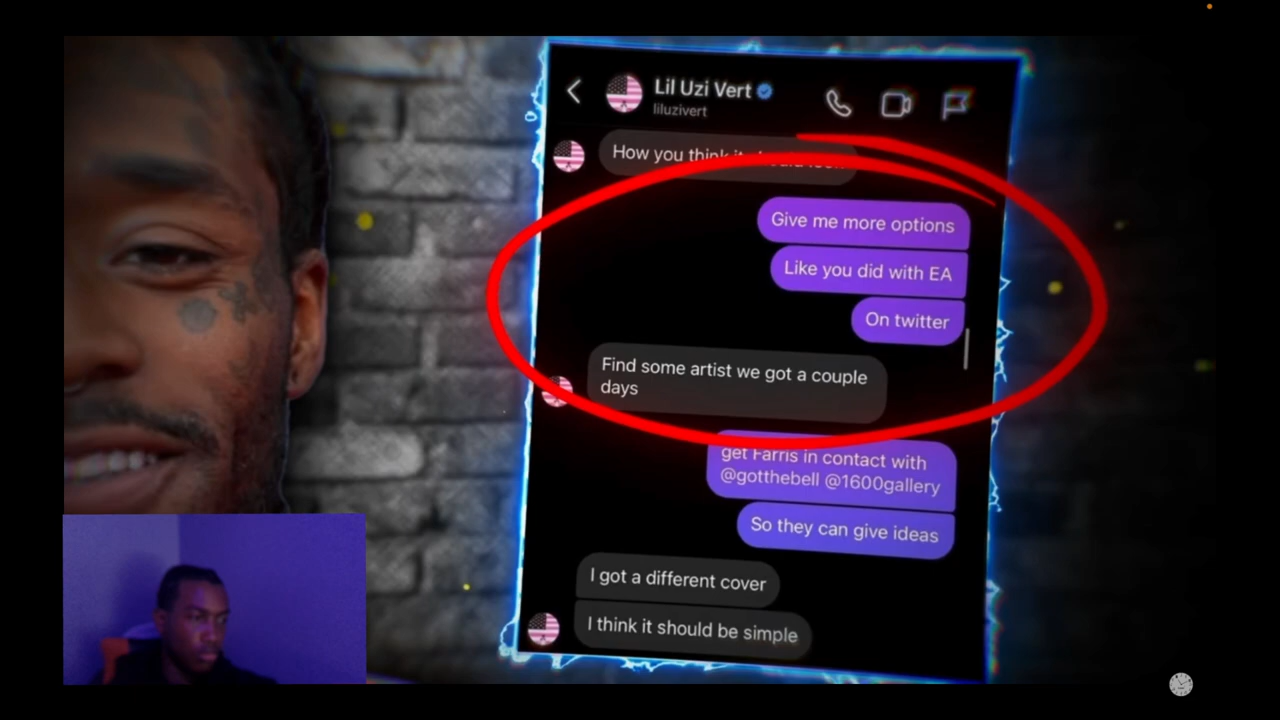 Lil Uzi Vert
liluzivert
How you think it should look
Give me more options
Like you did with EA
On twitter
Find some artist we got a couple
days
get Farris in contact with
@gotthebell @1600gallery
So they can give ideas
I got a different cover
I think it should be simple